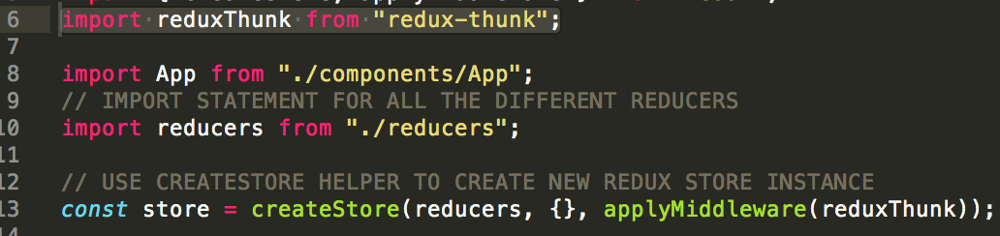 6 import reduxThunk from "redux-thunk";
7
8 import App from "./components/App";
9 // IMPORT STATEMENT FOR ALL THE DIFFERENT REDUCERS
10 import reducers from "./reducers";
11
12 // USE CREATESTORE HELPER TO CREATE NEW REDUX STORE INSTANCE
13 const store = createStore(reducers, {}, applyMiddleware(reduxThunk));